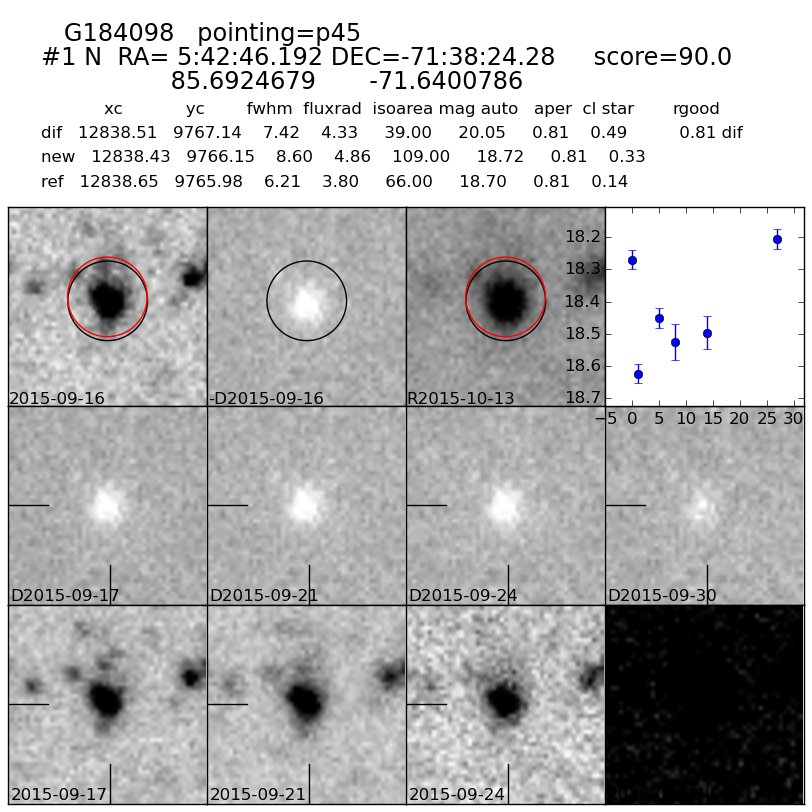 G184098 pointing=p45
#1 N RA= 5:42:46.192 DEC=-71:38:24.28 score=90.0
85.6924679 -71.6400786
xc yc fwhm fluxrad isoarea mag auto aper cl star rgood
dif 12838.51 9767.14 7.42 4.33 39.00 20.05 0.81 0.49 0.81 dif
new 12838.43 9766.15 8.60 4.86 109.00 18.72 0.81 0.33
ref 12838.65 9765.98 6.21 3.80 66.00 18.70 0.81 0.14
18.2
18.3
18.4
18.5
18.6
18.7
2015-09-16 -D2015-09-16 R2015-10-13
−5 0 5 10 15 20 25 30
D2015-09-17 D2015-09-21 D2015-09-24 D2015-09-30
2015-09-17 2015-09-21 2015-09-24